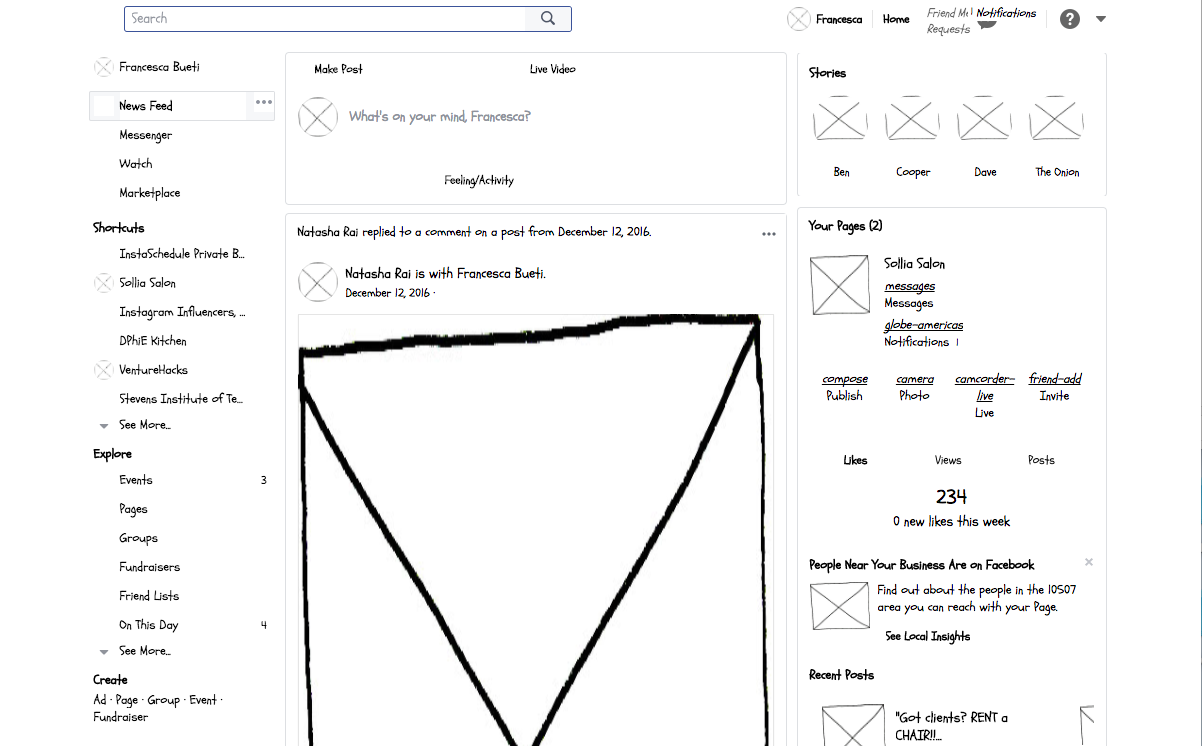 Search
Francesca
Home
Friend
Requests
Notifications
?
Francesca Bueti
News Feed
Messenger
Watch
Marketplace
Shortcuts
InstaSchedule Private B...
Sollia Salon
Instagram Influencers, ...
DPhiE Kitchen
VentureHacks
Stevens Institute of Te...
See More...
Explore
Events 3
Pages
Groups
Fundraisers
Friend Lists
On This Day 4
See More...
Create
Ad · Page · Group · Event ·
Fundraiser
Make Post Live Video
What's on your mind, Francesca?
Feeling/Activity
Natasha Rai replied to a comment on a post from December 12, 2016.
Natasha Rai is with Francesca Bueti.
December 12, 2016 ·
Stories
Ben Cooper Dave The Onion
Your Pages (2)
Sollia Salon
messages
Messages
globe-americas
Notifications 1
compose camera camcorder-live friend-add
Publish Photo Live Invite
Likes Views Posts
234
0 new likes this week
People Near Your Business Are on Facebook
Find out about the people in the 10507
area you can reach with your Page.
See Local Insights
Recent Posts
"Got clients? RENT a
CHAIR!!...